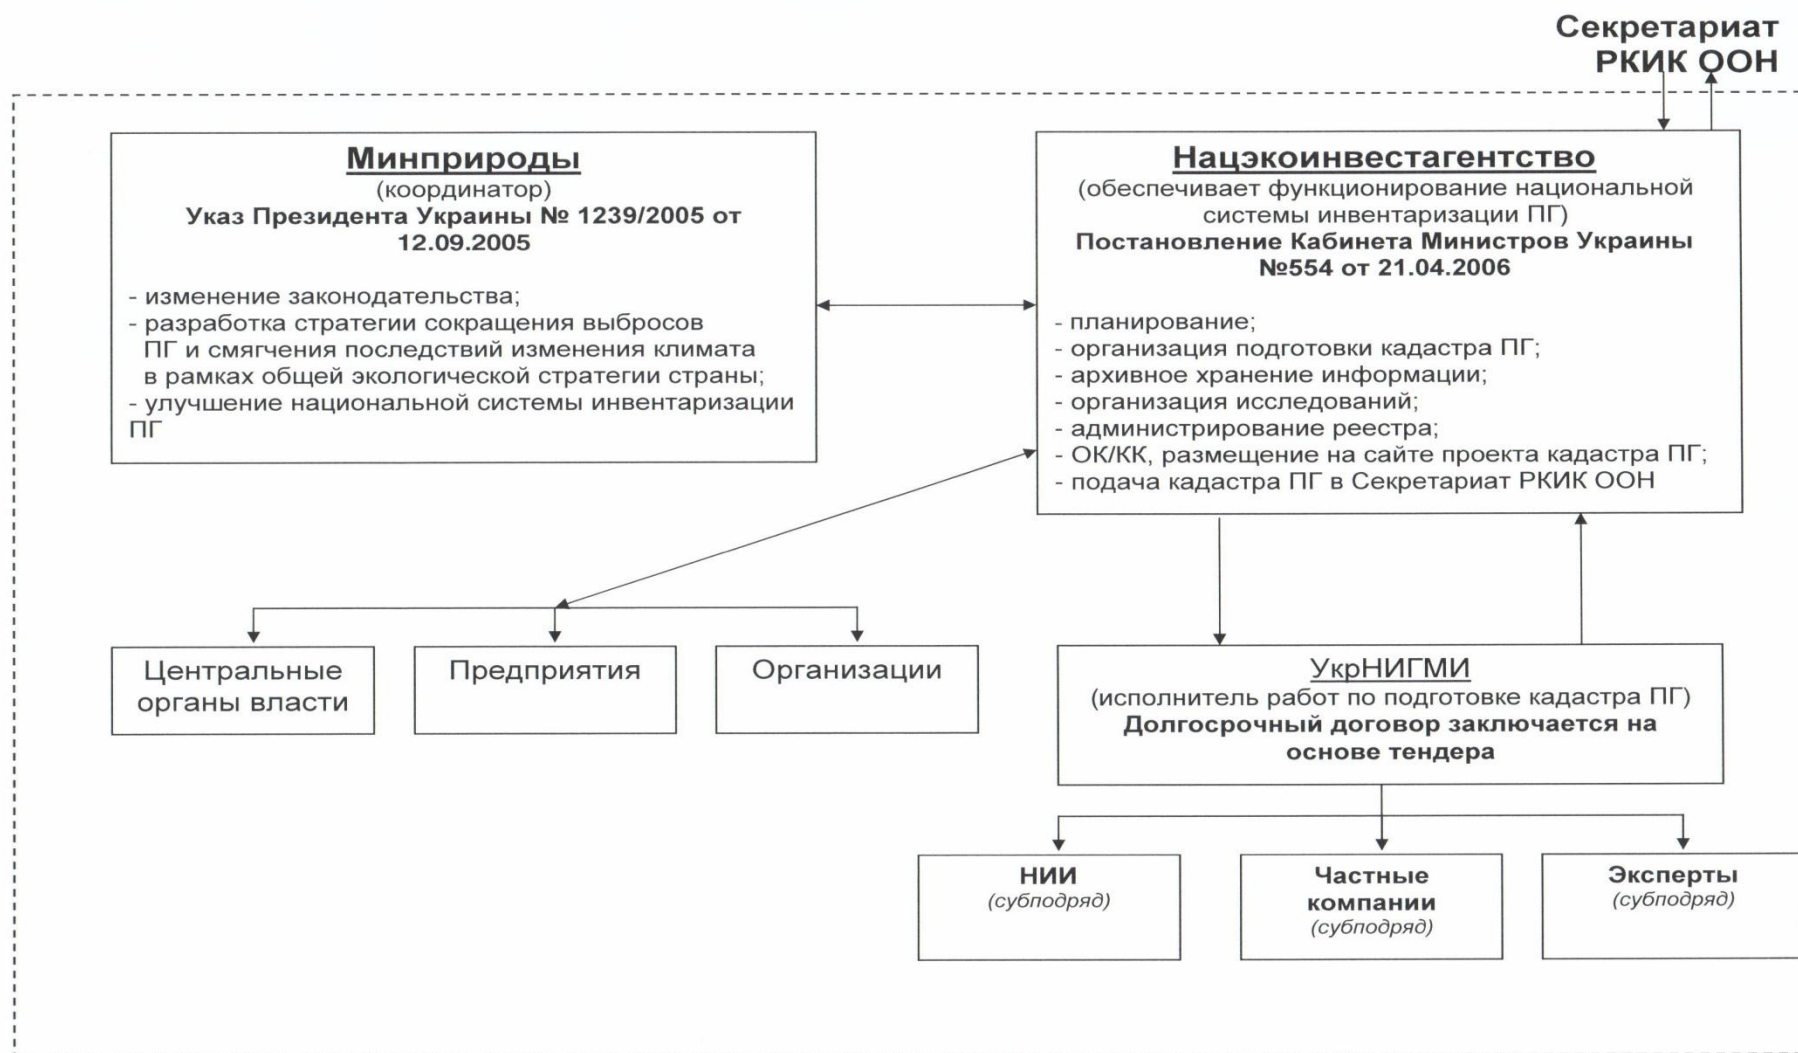 Секретариат
РКИК ООН
Минприроды
(координатор)
Указ Президента Украины № 1239/2005 от
12.09.2005
- изменение законодательства;
- разработка стратегии сокращения выбросов
ПГ и смягчения последствий изменения климата
в рамках общей экологической стратегии страны;
- улучшение национальной системы инвентаризации
ПГ
Нацэкоинвестагентство
(обеспечивает функционирование национальной
системы инвентаризации ПГ)
Постановление Кабинета Министров Украины
№554 от 21.04.2006
- планирование;
- организация подготовки кадастра ПГ;
- архивное хранение информации;
- организация исследований;
- администрирование реестра;
- ОК/КК, размещение на сайте проекта кадастра ПГ;
- подача кадастра ПГ в Секретариат РКИК ООН
Центральные
органы власти
Предприятия
Организации
УкрНИГМИ
(исполнитель работ по подготовке кадастра ПГ)
Долгосрочный договор заключается на
основе тендера
НИИ
(субподряд)
Частные
компании
(субподряд)
Эксперты
(субподряд)